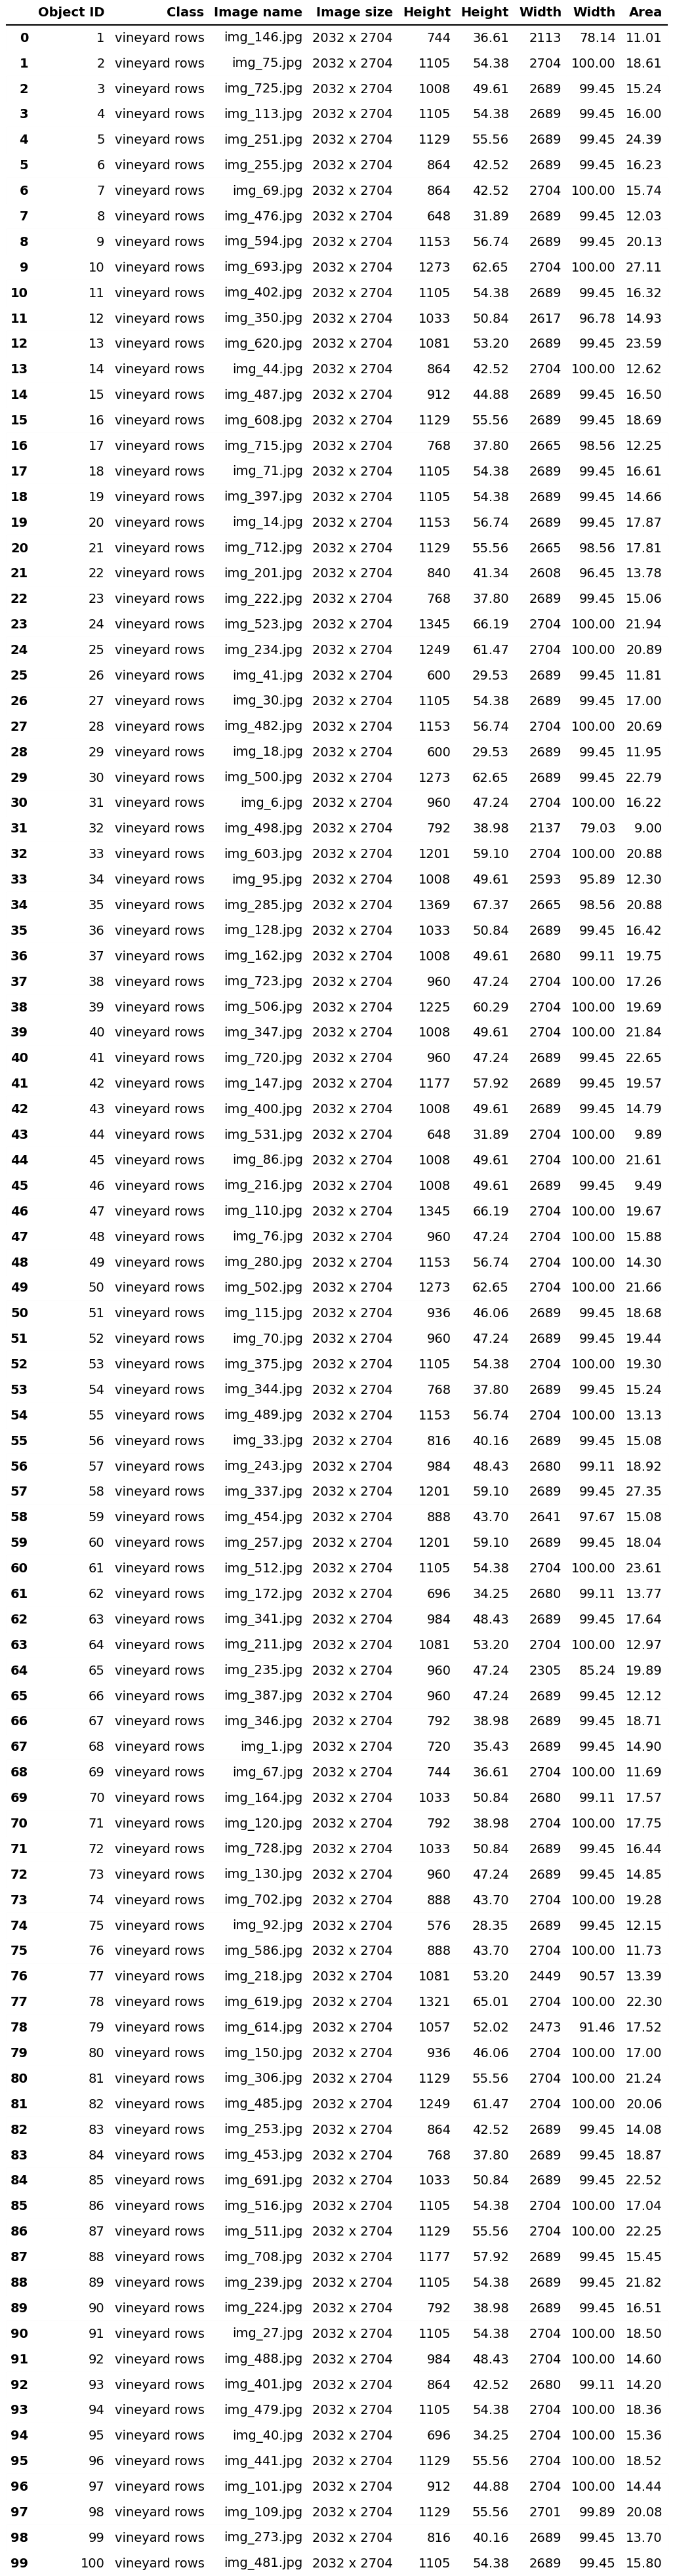 Object ID Class Image name Image size Height Height Width Width Area
0 1 vineyard rows img_146.jpg 2032 x 2704 744 36.61 2113 78.14 11.01
1 2 vineyard rows img_75.jpg 2032 x 2704 1105 54.38 2704 100.00 18.61
2 3 vineyard rows img_725.jpg 2032 x 2704 1008 49.61 2689 99.45 15.24
3 4 vineyard rows img_113.jpg 2032 x 2704 1105 54.38 2689 99.45 16.00
4 5 vineyard rows img_251.jpg 2032 x 2704 1129 55.56 2689 99.45 24.39
5 6 vineyard rows img_255.jpg 2032 x 2704 864 42.52 2689 99.45 16.23
6 7 vineyard rows img_69.jpg 2032 x 2704 864 42.52 2704 100.00 15.74
7 8 vineyard rows img_476.jpg 2032 x 2704 648 31.89 2689 99.45 12.03
8 9 vineyard rows img_594.jpg 2032 x 2704 1153 56.74 2689 99.45 20.13
9 10 vineyard rows img_693.jpg 2032 x 2704 1273 62.65 2704 100.00 27.11
10 11 vineyard rows img_402.jpg 2032 x 2704 1105 54.38 2689 99.45 16.32
11 12 vineyard rows img_350.jpg 2032 x 2704 1033 50.84 2617 96.78 14.93
12 13 vineyard rows img_620.jpg 2032 x 2704 1081 53.20 2689 99.45 23.59
13 14 vineyard rows img_44.jpg 2032 x 2704 864 42.52 2704 100.00 12.62
14 15 vineyard rows img_487.jpg 2032 x 2704 912 44.88 2689 99.45 16.50
15 16 vineyard rows img_608.jpg 2032 x 2704 1129 55.56 2689 99.45 18.69
16 17 vineyard rows img_715.jpg 2032 x 2704 768 37.80 2665 98.56 12.25
17 18 vineyard rows img_71.jpg 2032 x 2704 1105 54.38 2689 99.45 16.61
18 19 vineyard rows img_397.jpg 2032 x 2704 1105 54.38 2689 99.45 14.66
19 20 vineyard rows img_14.jpg 2032 x 2704 1153 56.74 2689 99.45 17.87
20 21 vineyard rows img_712.jpg 2032 x 2704 1129 55.56 2665 98.56 17.81
21 22 vineyard rows img_201.jpg 2032 x 2704 840 41.34 2608 96.45 13.78
22 23 vineyard rows img_222.jpg 2032 x 2704 768 37.80 2689 99.45 15.06
23 24 vineyard rows img_523.jpg 2032 x 2704 1345 66.19 2704 100.00 21.94
24 25 vineyard rows img_234.jpg 2032 x 2704 1249 61.47 2704 100.00 20.89
25 26 vineyard rows img_41.jpg 2032 x 2704 600 29.53 2689 99.45 11.81
26 27 vineyard rows img_30.jpg 2032 x 2704 1105 54.38 2689 99.45 17.00
27 28 vineyard rows img_482.jpg 2032 x 2704 1153 56.74 2704 100.00 20.69
28 29 vineyard rows img_18.jpg 2032 x 2704 600 29.53 2689 99.45 11.95
29 30 vineyard rows img_500.jpg 2032 x 2704 1273 62.65 2689 99.45 22.79
30 31 vineyard rows img_6.jpg 2032 x 2704 960 47.24 2704 100.00 16.22
31 32 vineyard rows img_498.jpg 2032 x 2704 792 38.98 2137 79.03 9.00
32 33 vineyard rows img_603.jpg 2032 x 2704 1201 59.10 2704 100.00 20.88
33 34 vineyard rows img_95.jpg 2032 x 2704 1008 49.61 2593 95.89 12.30
34 35 vineyard rows img_285.jpg 2032 x 2704 1369 67.37 2665 98.56 20.88
35 36 vineyard rows img_128.jpg 2032 x 2704 1033 50.84 2689 99.45 16.42
36 37 vineyard rows img_162.jpg 2032 x 2704 1008 49.61 2680 99.11 19.75
37 38 vineyard rows img_723.jpg 2032 x 2704 960 47.24 2704 100.00 17.26
38 39 vineyard rows img_506.jpg 2032 x 2704 1225 60.29 2704 100.00 19.69
39 40 vineyard rows img_347.jpg 2032 x 2704 1008 49.61 2704 100.00 21.84
40 41 vineyard rows img_720.jpg 2032 x 2704 960 47.24 2689 99.45 22.65
41 42 vineyard rows img_147.jpg 2032 x 2704 1177 57.92 2689 99.45 19.57
42 43 vineyard rows img_400.jpg 2032 x 2704 1008 49.61 2689 99.45 14.79
43 44 vineyard rows img_531.jpg 2032 x 2704 648 31.89 2704 100.00 9.89
44 45 vineyard rows img_86.jpg 2032 x 2704 1008 49.61 2704 100.00 21.61
45 46 vineyard rows img_216.jpg 2032 x 2704 1008 49.61 2689 99.45 9.49
46 47 vineyard rows img_110.jpg 2032 x 2704 1345 66.19 2704 100.00 19.67
47 48 vineyard rows img_76.jpg 2032 x 2704 960 47.24 2704 100.00 15.88
48 49 vineyard rows img_280.jpg 2032 x 2704 1153 56.74 2704 100.00 14.30
49 50 vineyard rows img_502.jpg 2032 x 2704 1273 62.65 2704 100.00 21.66
50 51 vineyard rows img_115.jpg 2032 x 2704 936 46.06 2689 99.45 18.68
51 52 vineyard rows img_70.jpg 2032 x 2704 960 47.24 2689 99.45 19.44
52 53 vineyard rows img_375.jpg 2032 x 2704 1105 54.38 2704 100.00 19.30
53 54 vineyard rows img_344.jpg 2032 x 2704 768 37.80 2689 99.45 15.24
54 55 vineyard rows img_489.jpg 2032 x 2704 1153 56.74 2704 100.00 13.13
55 56 vineyard rows img_33.jpg 2032 x 2704 816 40.16 2689 99.45 15.08
56 57 vineyard rows img_243.jpg 2032 x 2704 984 48.43 2680 99.11 18.92
57 58 vineyard rows img_337.jpg 2032 x 2704 1201 59.10 2689 99.45 27.35
58 59 vineyard rows img_454.jpg 2032 x 2704 888 43.70 2641 97.67 15.08
59 60 vineyard rows img_257.jpg 2032 x 2704 1201 59.10 2689 99.45 18.04
60 61 vineyard rows img_512.jpg 2032 x 2704 1105 54.38 2704 100.00 23.61
61 62 vineyard rows img_172.jpg 2032 x 2704 696 34.25 2680 99.11 13.77
62 63 vineyard rows img_341.jpg 2032 x 2704 984 48.43 2689 99.45 17.64
63 64 vineyard rows img_211.jpg 2032 x 2704 1081 53.20 2704 100.00 12.97
64 65 vineyard rows img_235.jpg 2032 x 2704 960 47.24 2305 85.24 19.89
65 66 vineyard rows img_387.jpg 2032 x 2704 960 47.24 2689 99.45 12.12
66 67 vineyard rows img_346.jpg 2032 x 2704 792 38.98 2689 99.45 18.71
67 68 vineyard rows img_1.jpg 2032 x 2704 720 35.43 2689 99.45 14.90
68 69 vineyard rows img_67.jpg 2032 x 2704 744 36.61 2704 100.00 11.69
69 70 vineyard rows img_164.jpg 2032 x 2704 1033 50.84 2680 99.11 17.57
70 71 vineyard rows img_120.jpg 2032 x 2704 792 38.98 2704 100.00 17.75
71 72 vineyard rows img_728.jpg 2032 x 2704 1033 50.84 2689 99.45 16.44
72 73 vineyard rows img_130.jpg 2032 x 2704 960 47.24 2689 99.45 14.85
73 74 vineyard rows img_702.jpg 2032 x 2704 888 43.70 2704 100.00 19.28
74 75 vineyard rows img_92.jpg 2032 x 2704 576 28.35 2689 99.45 12.15
75 76 vineyard rows img_586.jpg 2032 x 2704 888 43.70 2704 100.00 11.73
76 77 vineyard rows img_218.jpg 2032 x 2704 1081 53.20 2449 90.57 13.39
77 78 vineyard rows img_619.jpg 2032 x 2704 1321 65.01 2704 100.00 22.30
78 79 vineyard rows img_614.jpg 2032 x 2704 1057 52.02 2473 91.46 17.52
79 80 vineyard rows img_150.jpg 2032 x 2704 936 46.06 2704 100.00 17.00
80 81 vineyard rows img_306.jpg 2032 x 2704 1129 55.56 2704 100.00 21.24
81 82 vineyard rows img_485.jpg 2032 x 2704 1249 61.47 2704 100.00 20.06
82 83 vineyard rows img_253.jpg 2032 x 2704 864 42.52 2689 99.45 14.08
83 84 vineyard rows img_453.jpg 2032 x 2704 768 37.80 2689 99.45 18.87
84 85 vineyard rows img_691.jpg 2032 x 2704 1033 50.84 2689 99.45 22.52
85 86 vineyard rows img_516.jpg 2032 x 2704 1105 54.38 2704 100.00 17.04
86 87 vineyard rows img_511.jpg 2032 x 2704 1129 55.56 2704 100.00 22.25
87 88 vineyard rows img_708.jpg 2032 x 2704 1177 57.92 2689 99.45 15.45
88 89 vineyard rows img_239.jpg 2032 x 2704 1105 54.38 2689 99.45 21.82
89 90 vineyard rows img_224.jpg 2032 x 2704 792 38.98 2689 99.45 16.51
90 91 vineyard rows img_27.jpg 2032 x 2704 1105 54.38 2704 100.00 18.50
91 92 vineyard rows img_488.jpg 2032 x 2704 984 48.43 2704 100.00 14.60
92 93 vineyard rows img_401.jpg 2032 x 2704 864 42.52 2680 99.11 14.20
93 94 vineyard rows img_479.jpg 2032 x 2704 1105 54.38 2704 100.00 18.36
94 95 vineyard rows img_40.jpg 2032 x 2704 696 34.25 2704 100.00 15.36
95 96 vineyard rows img_441.jpg 2032 x 2704 1129 55.56 2704 100.00 18.52
96 97 vineyard rows img_101.jpg 2032 x 2704 912 44.88 2704 100.00 14.44
97 98 vineyard rows img_109.jpg 2032 x 2704 1129 55.56 2701 99.89 20.08
98 99 vineyard rows img_273.jpg 2032 x 2704 816 40.16 2689 99.45 13.70
99 100 vineyard rows img_481.jpg 2032 x 2704 1105 54.38 2689 99.45 15.80